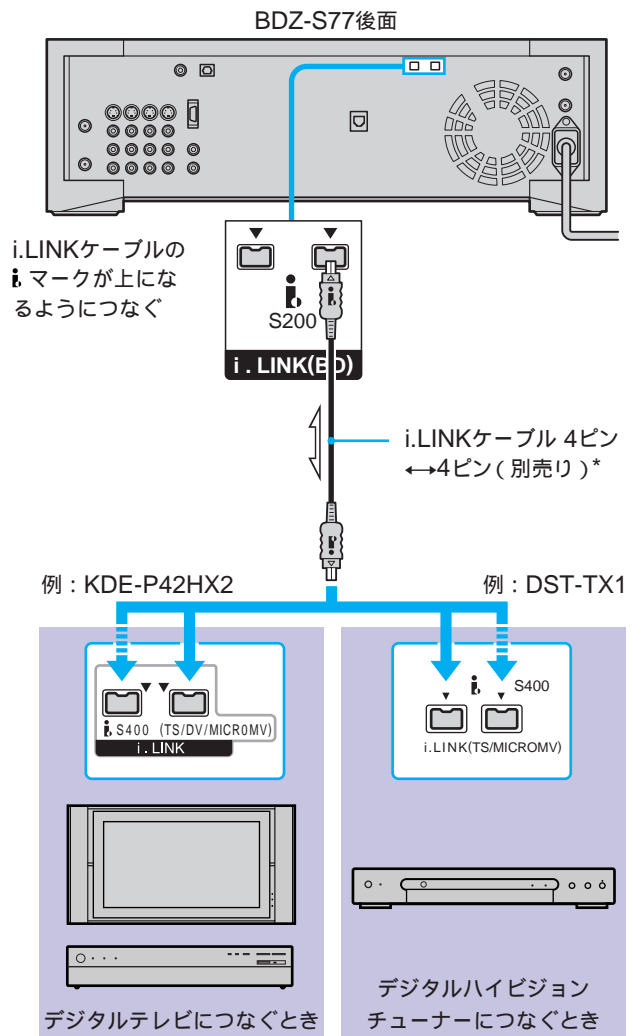 BDZ-S77後面
i.LINKケーブルの
i マークが上にな
るようにつなぐ
S200
i.LINK(BD)
i.LINKケーブル 4ピン
↔4ピン（別売り）*
例：KDE-P42HX2
例：DST-TX1
S400 (TS/DV/MICROMV)
i.LINK
S400
i.LINK(TS/MICROMV)
デジタルテレビにつなぐとき
デジタルハイビジョン
チューナーにつなぐとき